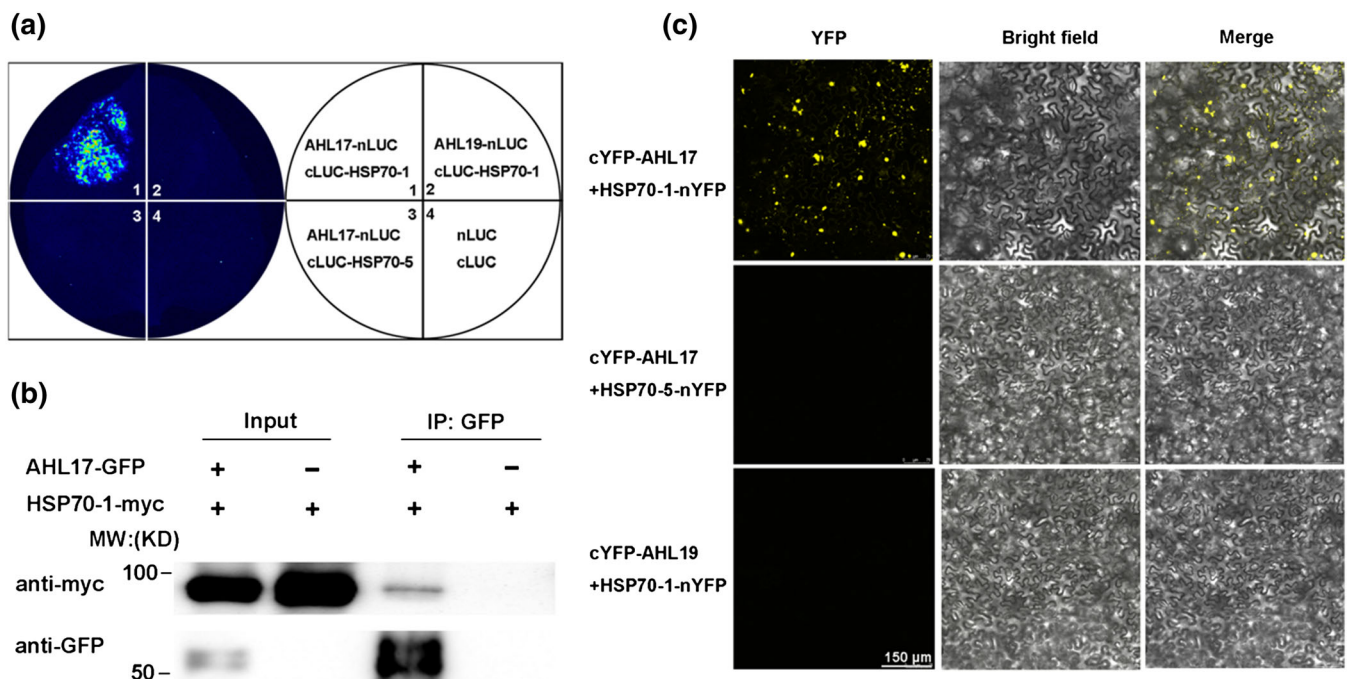 (a)
1 2
3 4
AHL17-nLUC
cLUC-HSP70-1
1
AHL19-nLUC
cLUC-HSP70-1
2
3
AHL17-nLUC
cLUC-HSP70-5
4
nLUC
cLUC
(b)
Input IP: GFP
AHL17-GFP + − + −
HSP70-1-myc + + + +
MW:(KD)
anti-myc 100
anti-GFP
50
(c)
YFP Bright field Merge
cYFP-AHL17
+HSP70-1-nYFP
cYFP-AHL17
+HSP70-5-nYFP
cYFP-AHL19
+HSP70-1-nYFP
150 µm